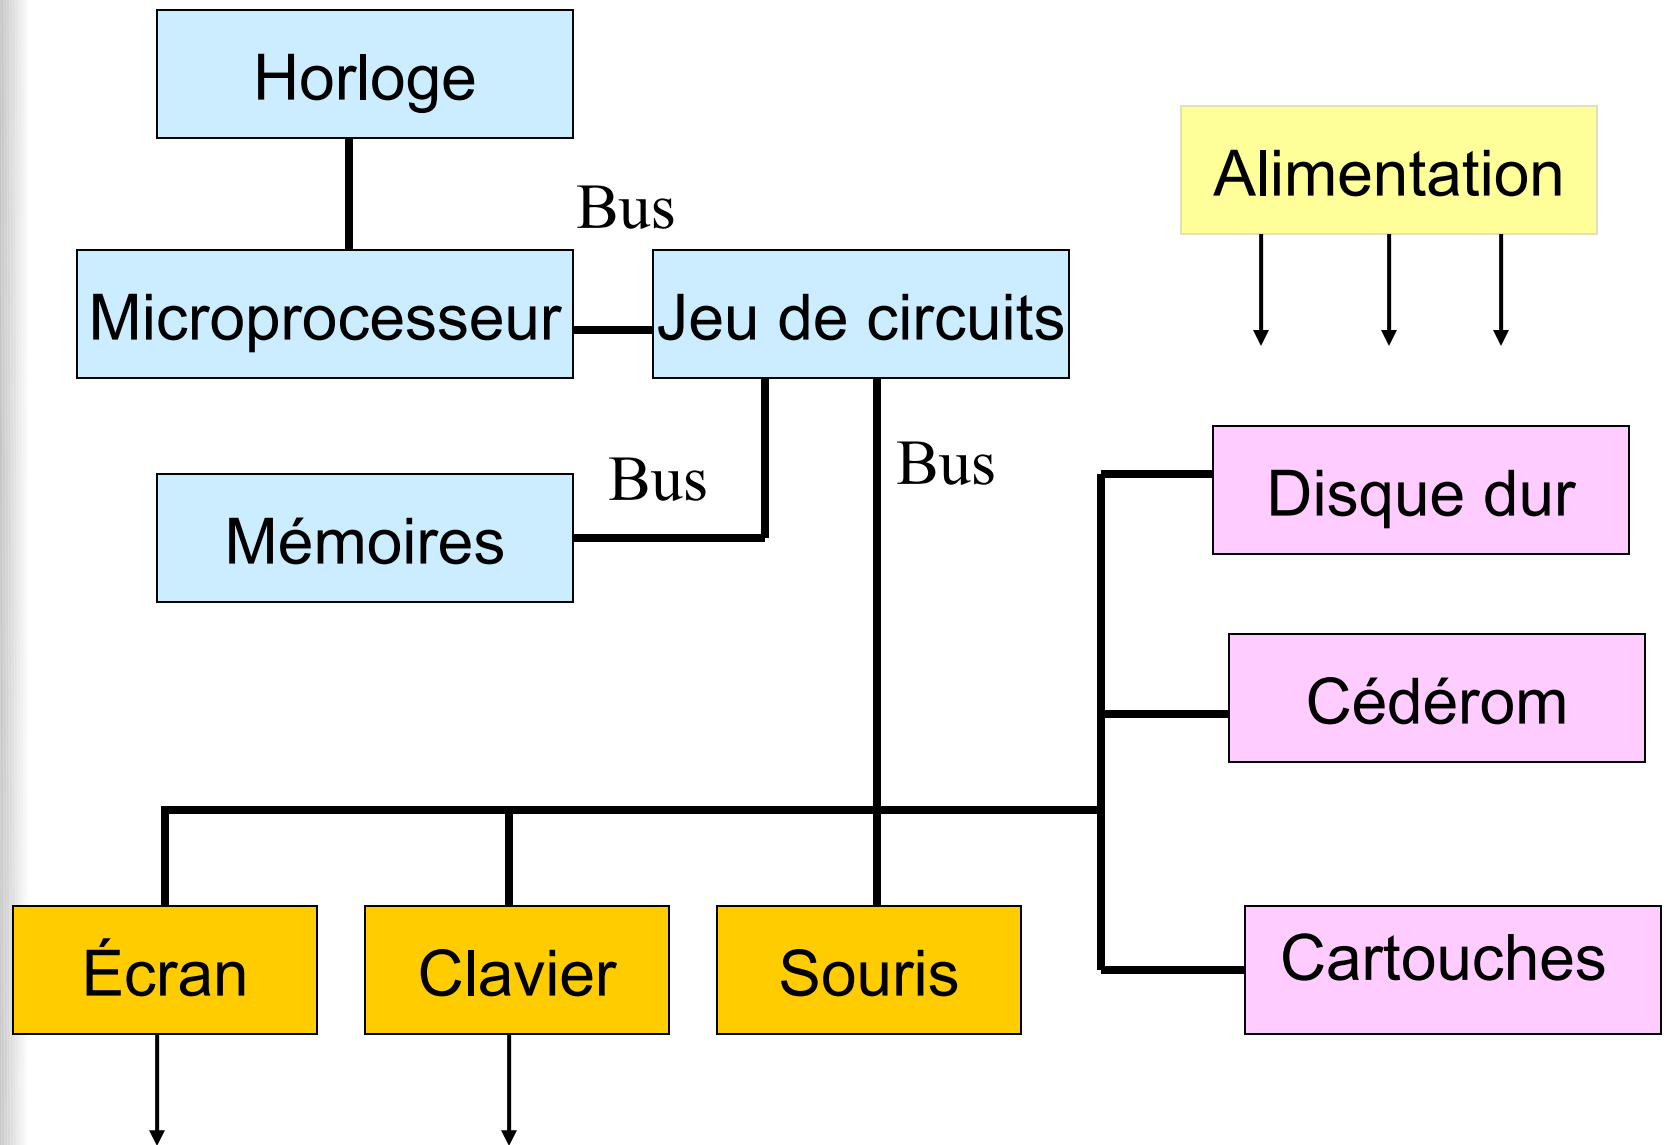 Horloge
Alimentation
Bus
Microprocesseur
Jeu de circuits
Bus
Bus
Disque dur
Mémoires
Cédérom
Écran
Clavier
Souris
Cartouches